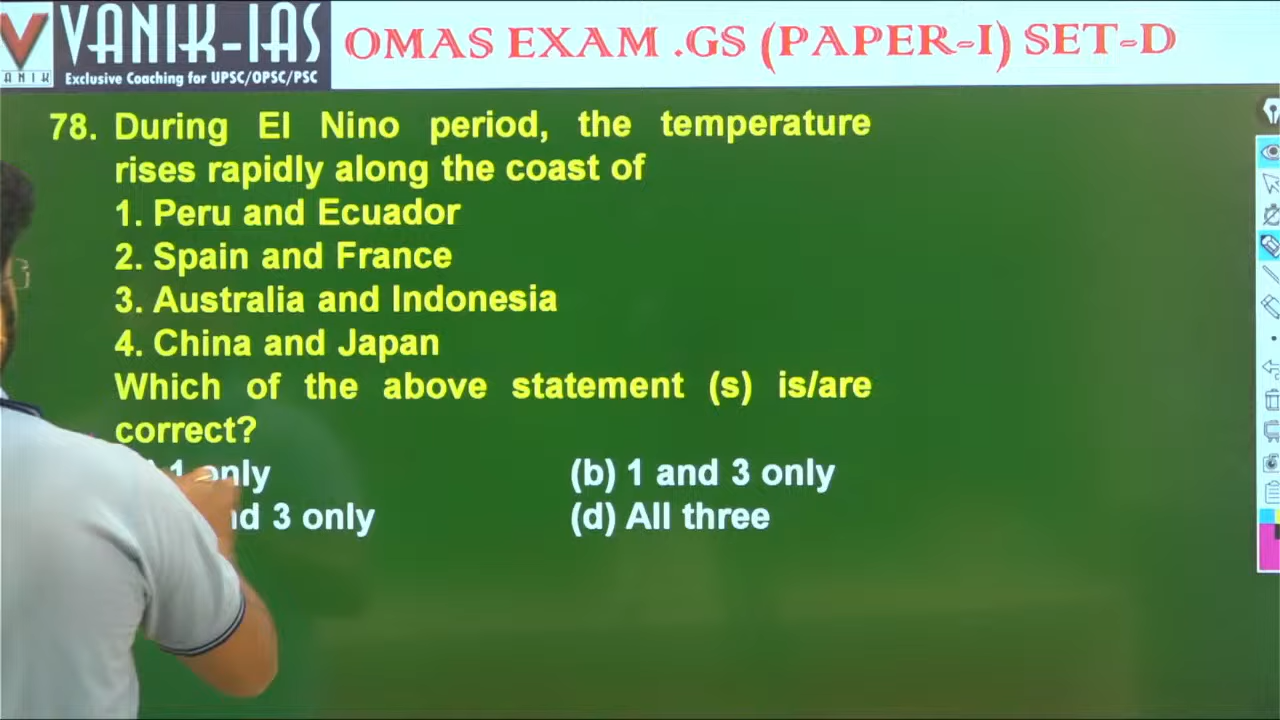 VANIK-IAS
VANIK
Exclusive Coaching for UPSC/OPSC/PSC
OMAS EXAM .GS (PAPER-I) SET-D
78. During El Nino period, the temperature
rises rapidly along the coast of
1. Peru and Ecuador
2. Spain and France
3. Australia and Indonesia
4. China and Japan
Which of the above statement (s) is/are
correct?
1 only
(b) 1 and 3 only
3 only
(d) All three